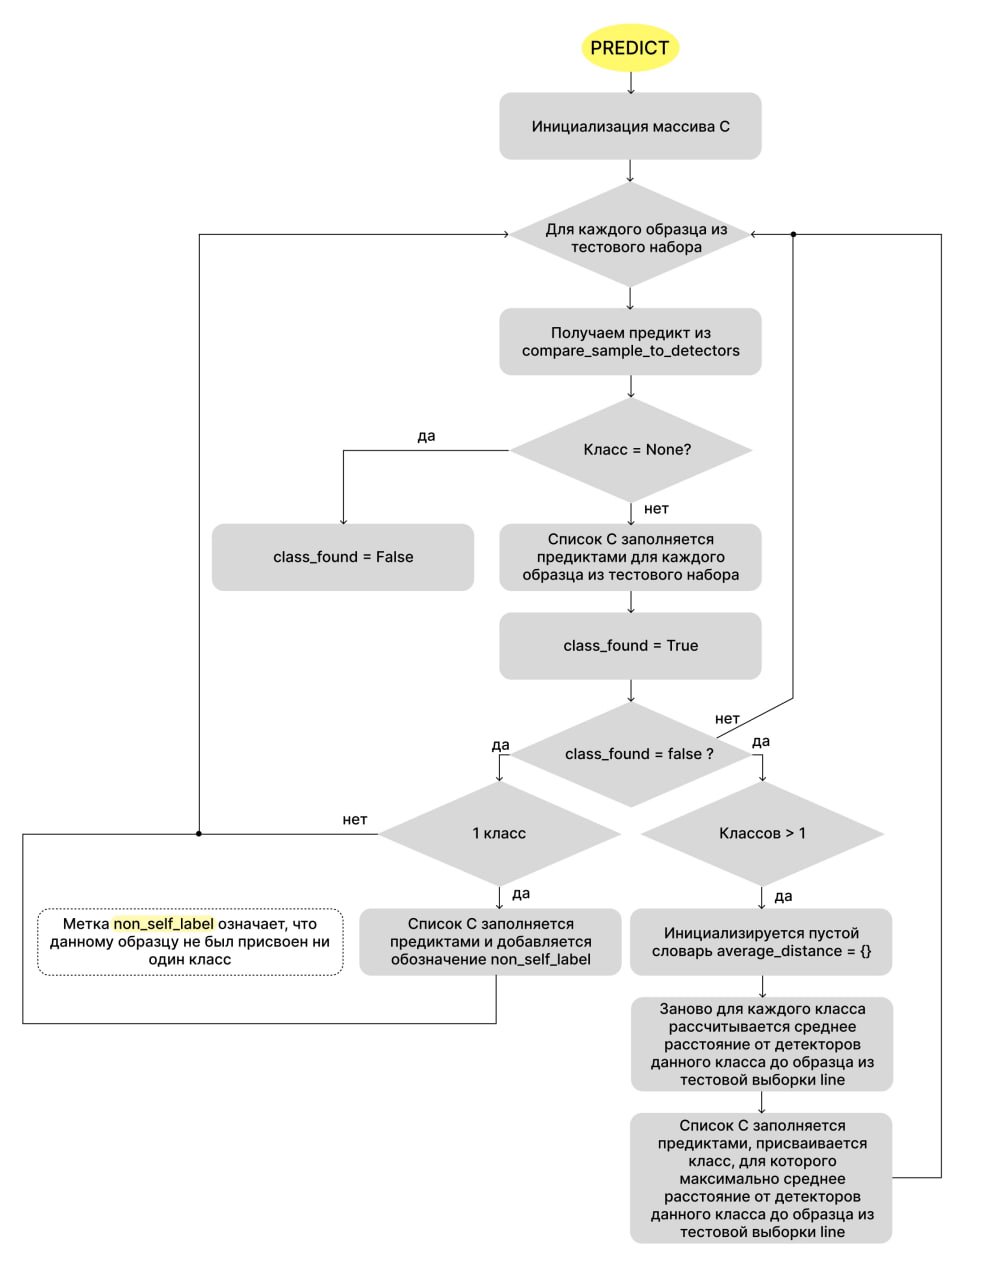 PREDICT
Инициализация массива C
Для каждого образца из
тестового набора
Получаем предикт из
compare_sample_to_detectors
Класс = None?
да
нет
class_found = False
Список C заполняется
предиктами для каждого
образца из тестового набора
class_found = True
class_found = false ?
нет
да
да
1 класс
Классов > 1
нет
да
да
Метка non_self_label означает, что
данному образцу не был присвоен ни
один класс
Список C заполняется
предиктами и добавляется
обозначение non_self_label
Инициализируется пустой
словарь average_distance = {}
Заново для каждого класса
рассчитывается среднее
расстояние от детекторов
данного класса до образца из
тестовой выборки line
Список C заполняется
предиктами, присваивается
класс, для которого
максимально среднее
расстояние от детекторов
данного класса до образца из
тестовой выборки line